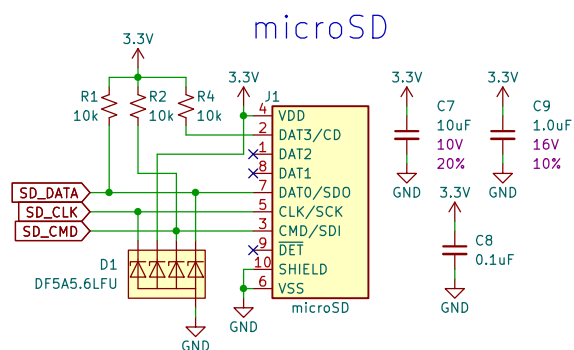 microSD
3.3V
3.3V
3.3V
3.3V
R1
10k
R2
10k
R4
10k
J1
4
VDD
2
DAT3/CD
1
DAT2
8
DAT1
7
DAT0/SDO
5
CLK/SCK
3
CMD/SDI
9
DET
10
SHIELD
6
VSS
microSD
SD_DATA
SD_CLK
SD_CMD
D1
DF5A5.6LFU
GND
GND
C7
10uF
10V
20%
GND
C9
1.0uF
16V
10%
GND
3.3V
C8
0.1uF
GND